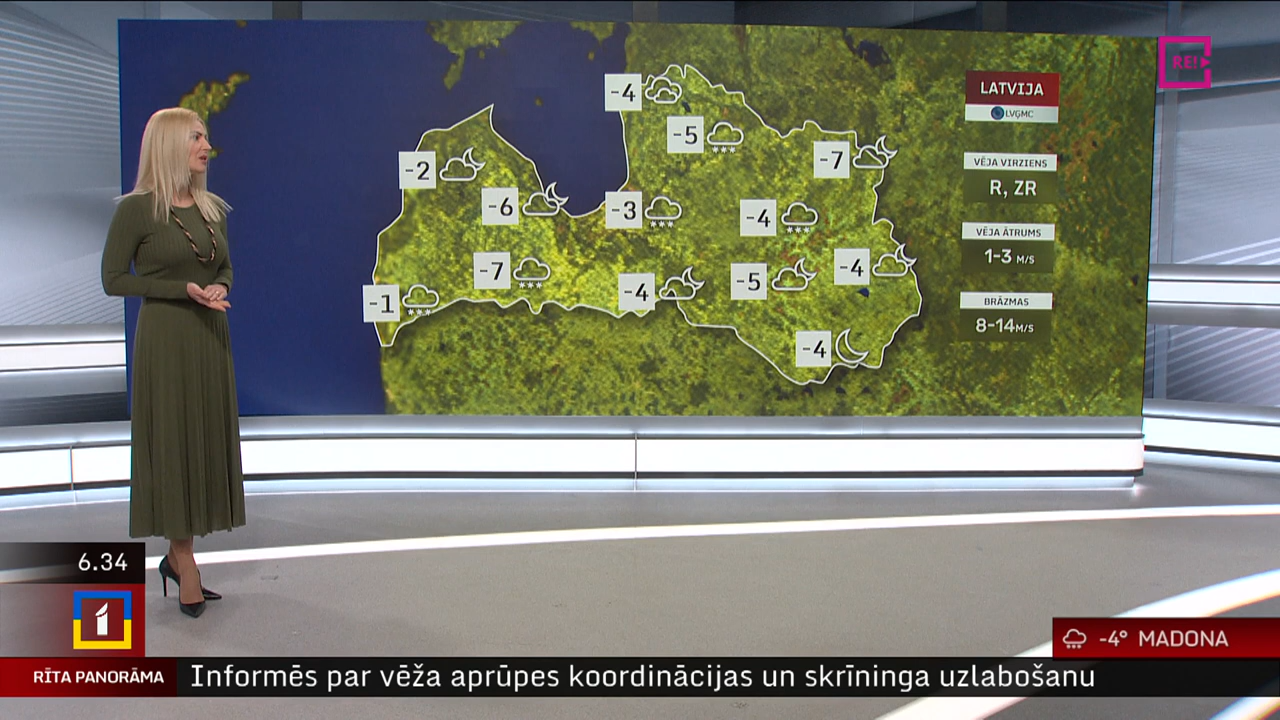 RE!
-4
-5
-7
-2
-6
-3
-4
-7
-4
-5
-4
-1
-4
LATVIJA
LVĢMC
VĒJA VIRZIENS
R, ZR
VĒJA ĀTRUMS
1-3 M/S
BRĀZMAS
8-14 M/S
6.34
1
-4° MADONA
RĪTA PANORĀMA
Informēs par vēža aprūpes koordinācijas un skrīninga uzlabošanu